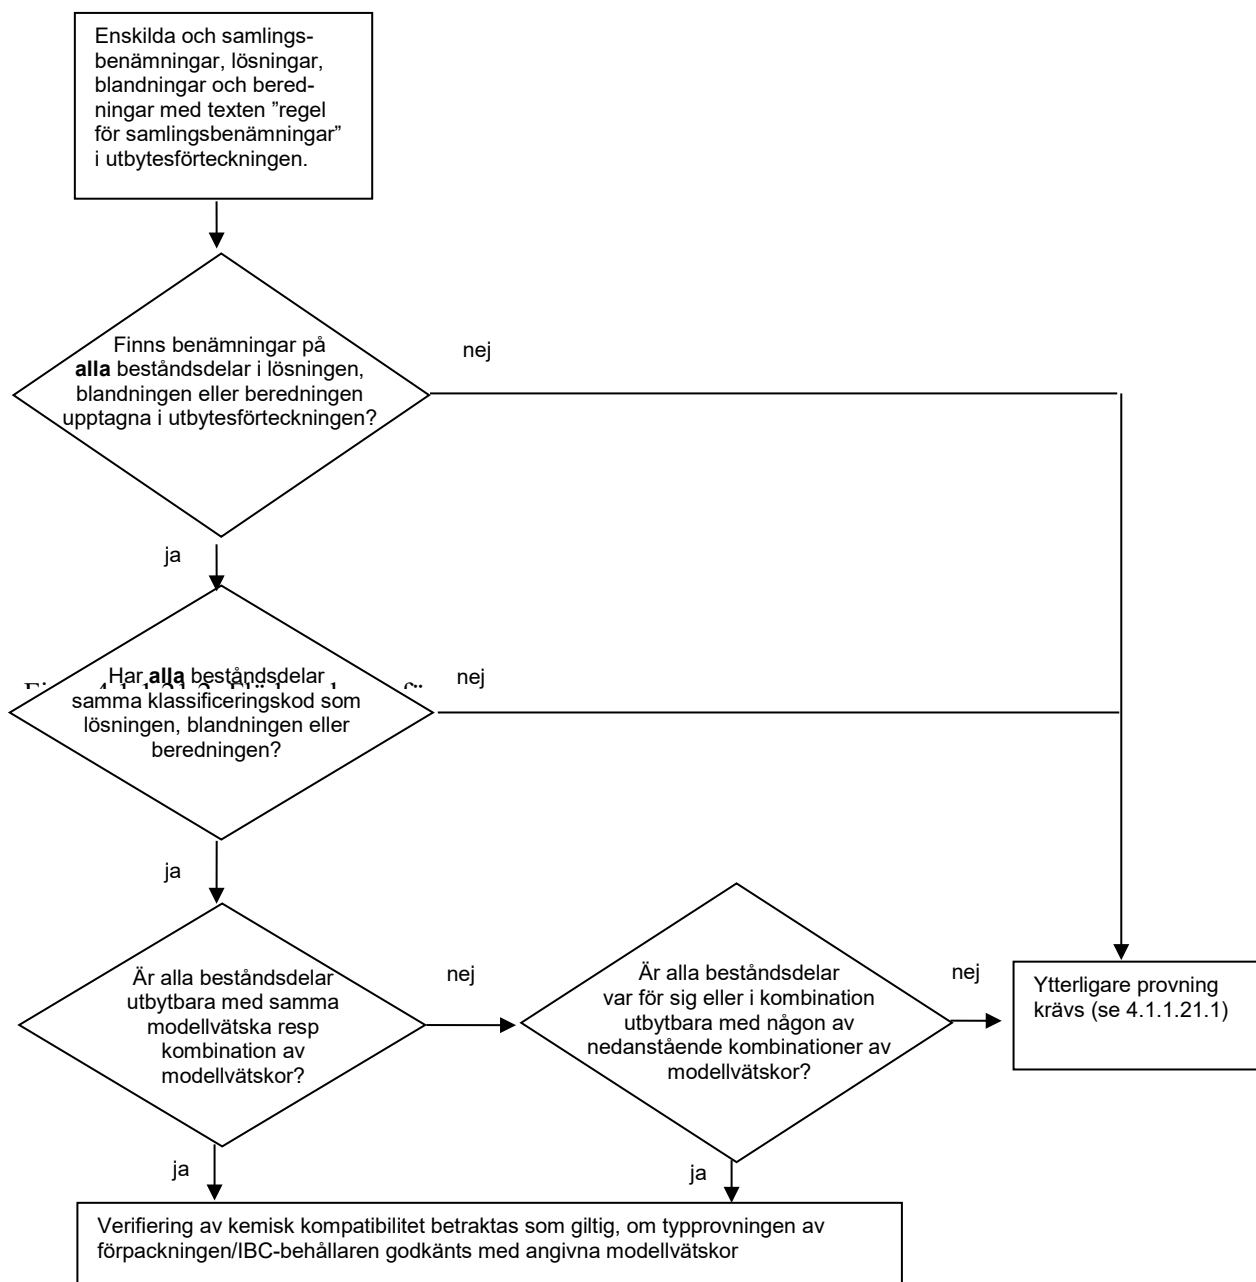 Enskilda och samlings-
benämningar, lösningar,
blandningar och bered-
ningar med texten ”regel
för samlingsbenämningar”
i utbytesförteckningen.
Finns benämningar på
alla beståndsdelar i lösningen,
blandningen eller beredningen
upptagna i utbytesförteckningen?
nej
ja
Har alla beståndsdelar
samma klassificeringskod som
lösningen, blandningen eller
beredningen?
nej
ja
Är alla beståndsdelar
utbytbara med samma
modellvätska resp
kombination av
modellvätskor?
nej
Är alla beståndsdelar
var för sig eller i kombination
utbytbara med någon av
nedanstående kombinationer av
modellvätskor?
nej
Ytterligare provning
krävs (se 4.1.1.21.1)
ja
ja
Verifiering av kemisk kompatibilitet betraktas som giltig, om typprovningen av
förpackningen/IBC-behållaren godkänts med angivna modellvätskor